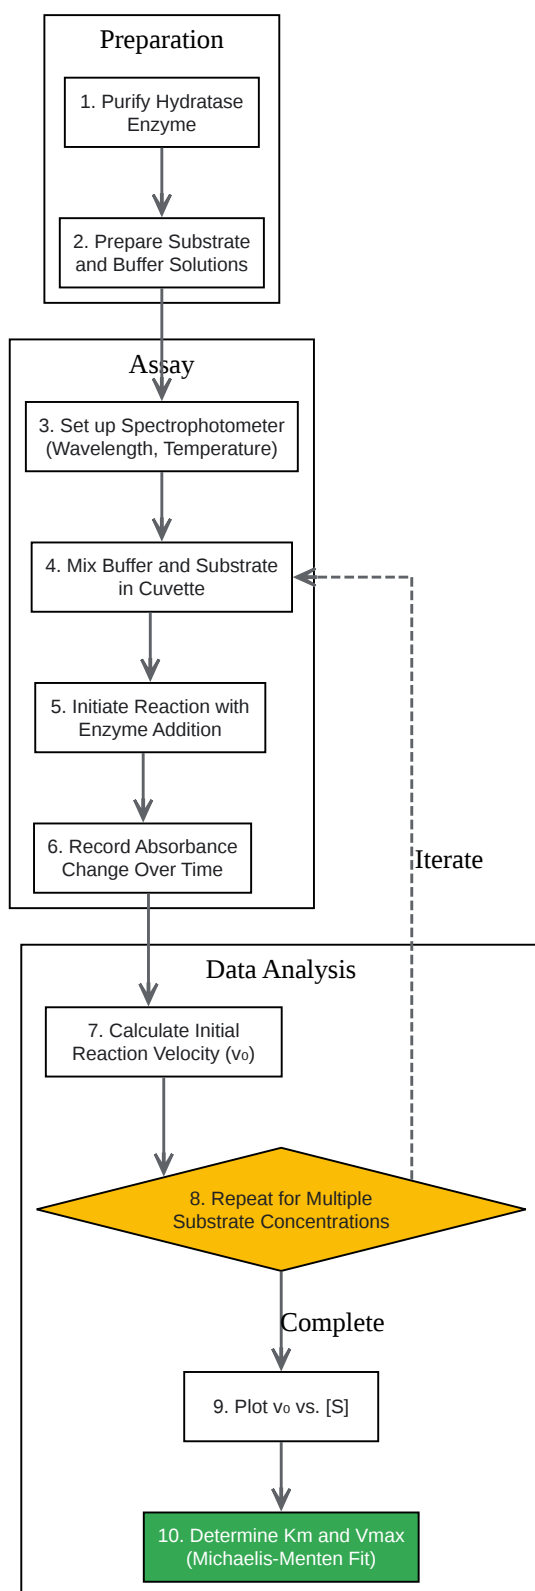 Preparation
1. Purify Hydratase
Enzyme
2. Prepare Substrate
and Buffer Solutions
Assay
3. Set up Spectrophotometer
(Wavelength, Temperature)
4. Mix Buffer and Substrate
in Cuvette
5. Initiate Reaction with
Enzyme Addition
6. Record Absorbance
Change Over Time
Iterate
Data Analysis
7. Calculate Initial
Reaction Velocity (v₀)
8. Repeat for Multiple
Substrate Concentrations
Complete
9. Plot v₀ vs. [S]
10. Determine Km and Vmax
(Michaelis-Menten Fit)